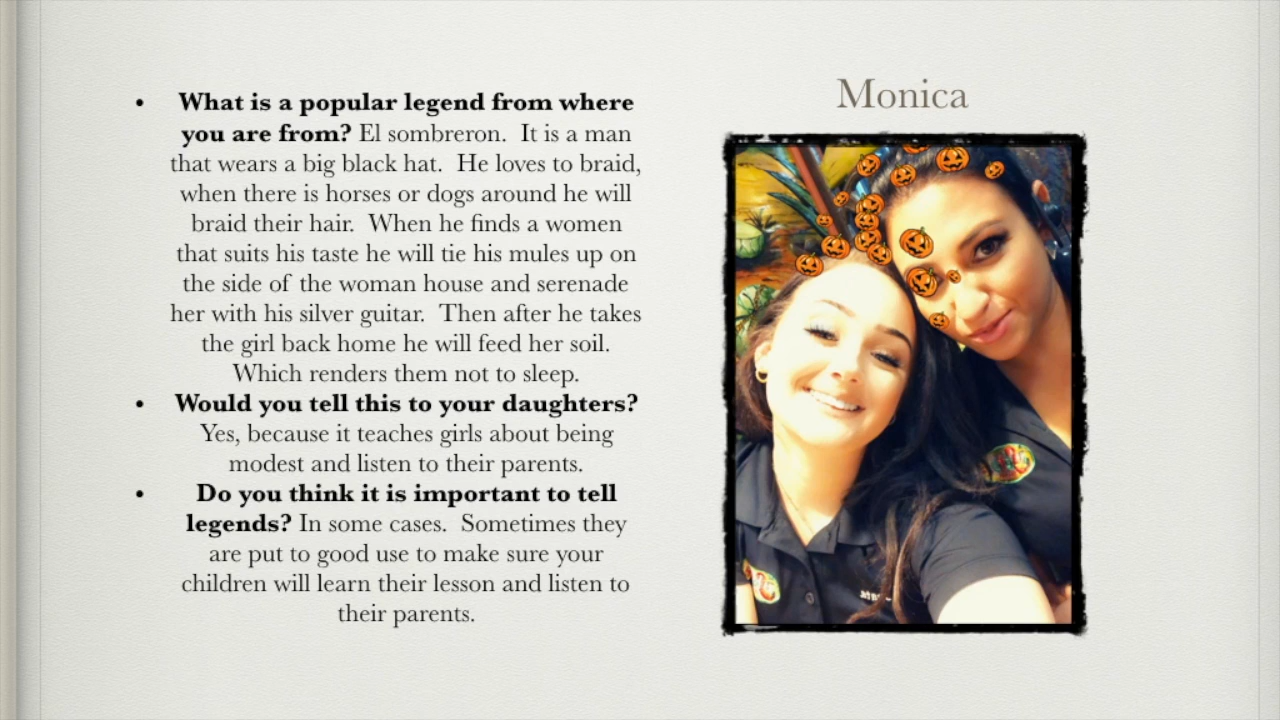 Monica
• What is a popular legend from where
you are from? El sombreron.  It is a man
that wears a big black hat.  He loves to braid,
when there is horses or dogs around he will
braid their hair.  When he finds a women
that suits his taste he will tie his mules up on
the side of the woman house and serenade
her with his silver guitar.  Then after he takes
the girl back home he will feed her soil.
Which renders them not to sleep.
• Would you tell this to your daughters?
Yes, because it teaches girls about being
modest and listen to their parents.
• Do you think it is important to tell
legends? In some cases.  Sometimes they
are put to good use to make sure your
children will learn their lesson and listen to
their parents.